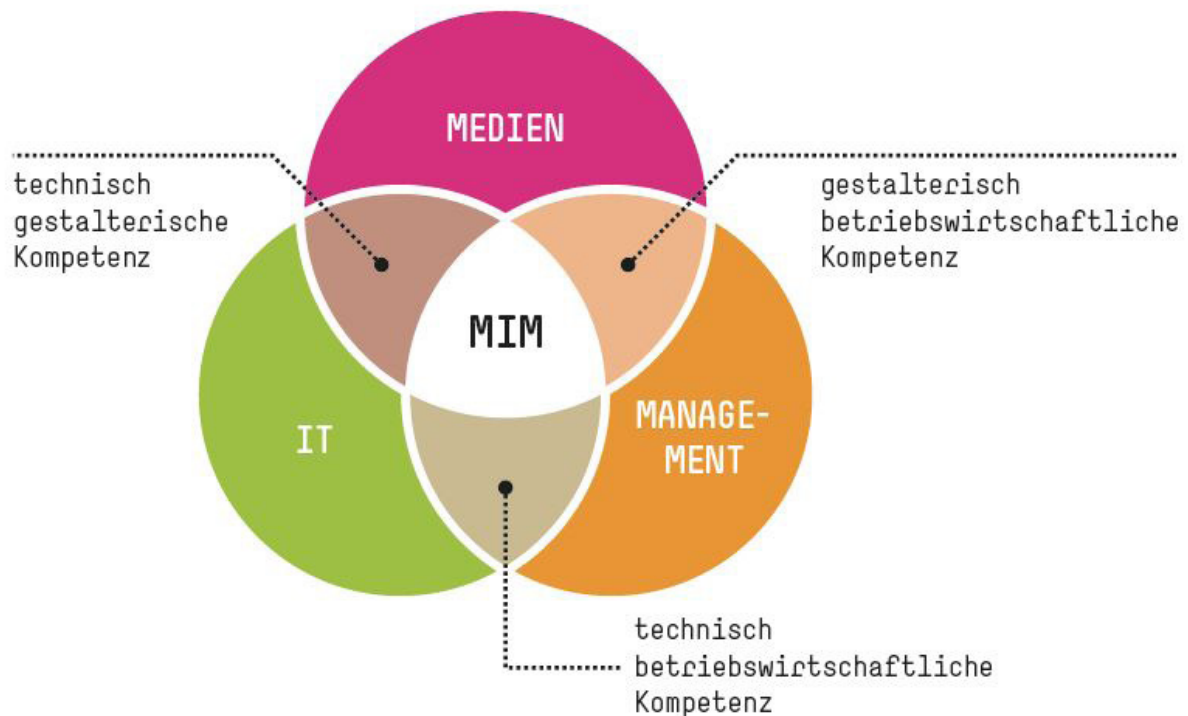 MEDIEN
technisch
gestalterische
Kompetenz
gestalterisch
betriebswirtschaftliche
Kompetenz
MIM
IT
MANAGE-
MENT
technisch
betriebswirtschaftliche
Kompetenz